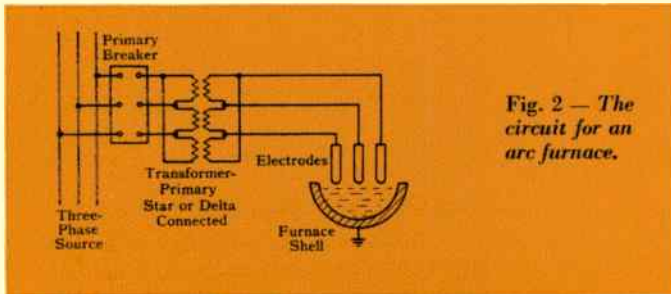 Primary
Breaker
Fig. 2 — The
circuit for an
arc furnace.
Electrodes
Transformer-
Primary
Star or Delta
Connected
Three-
Phase
Source
Furnace
Shell